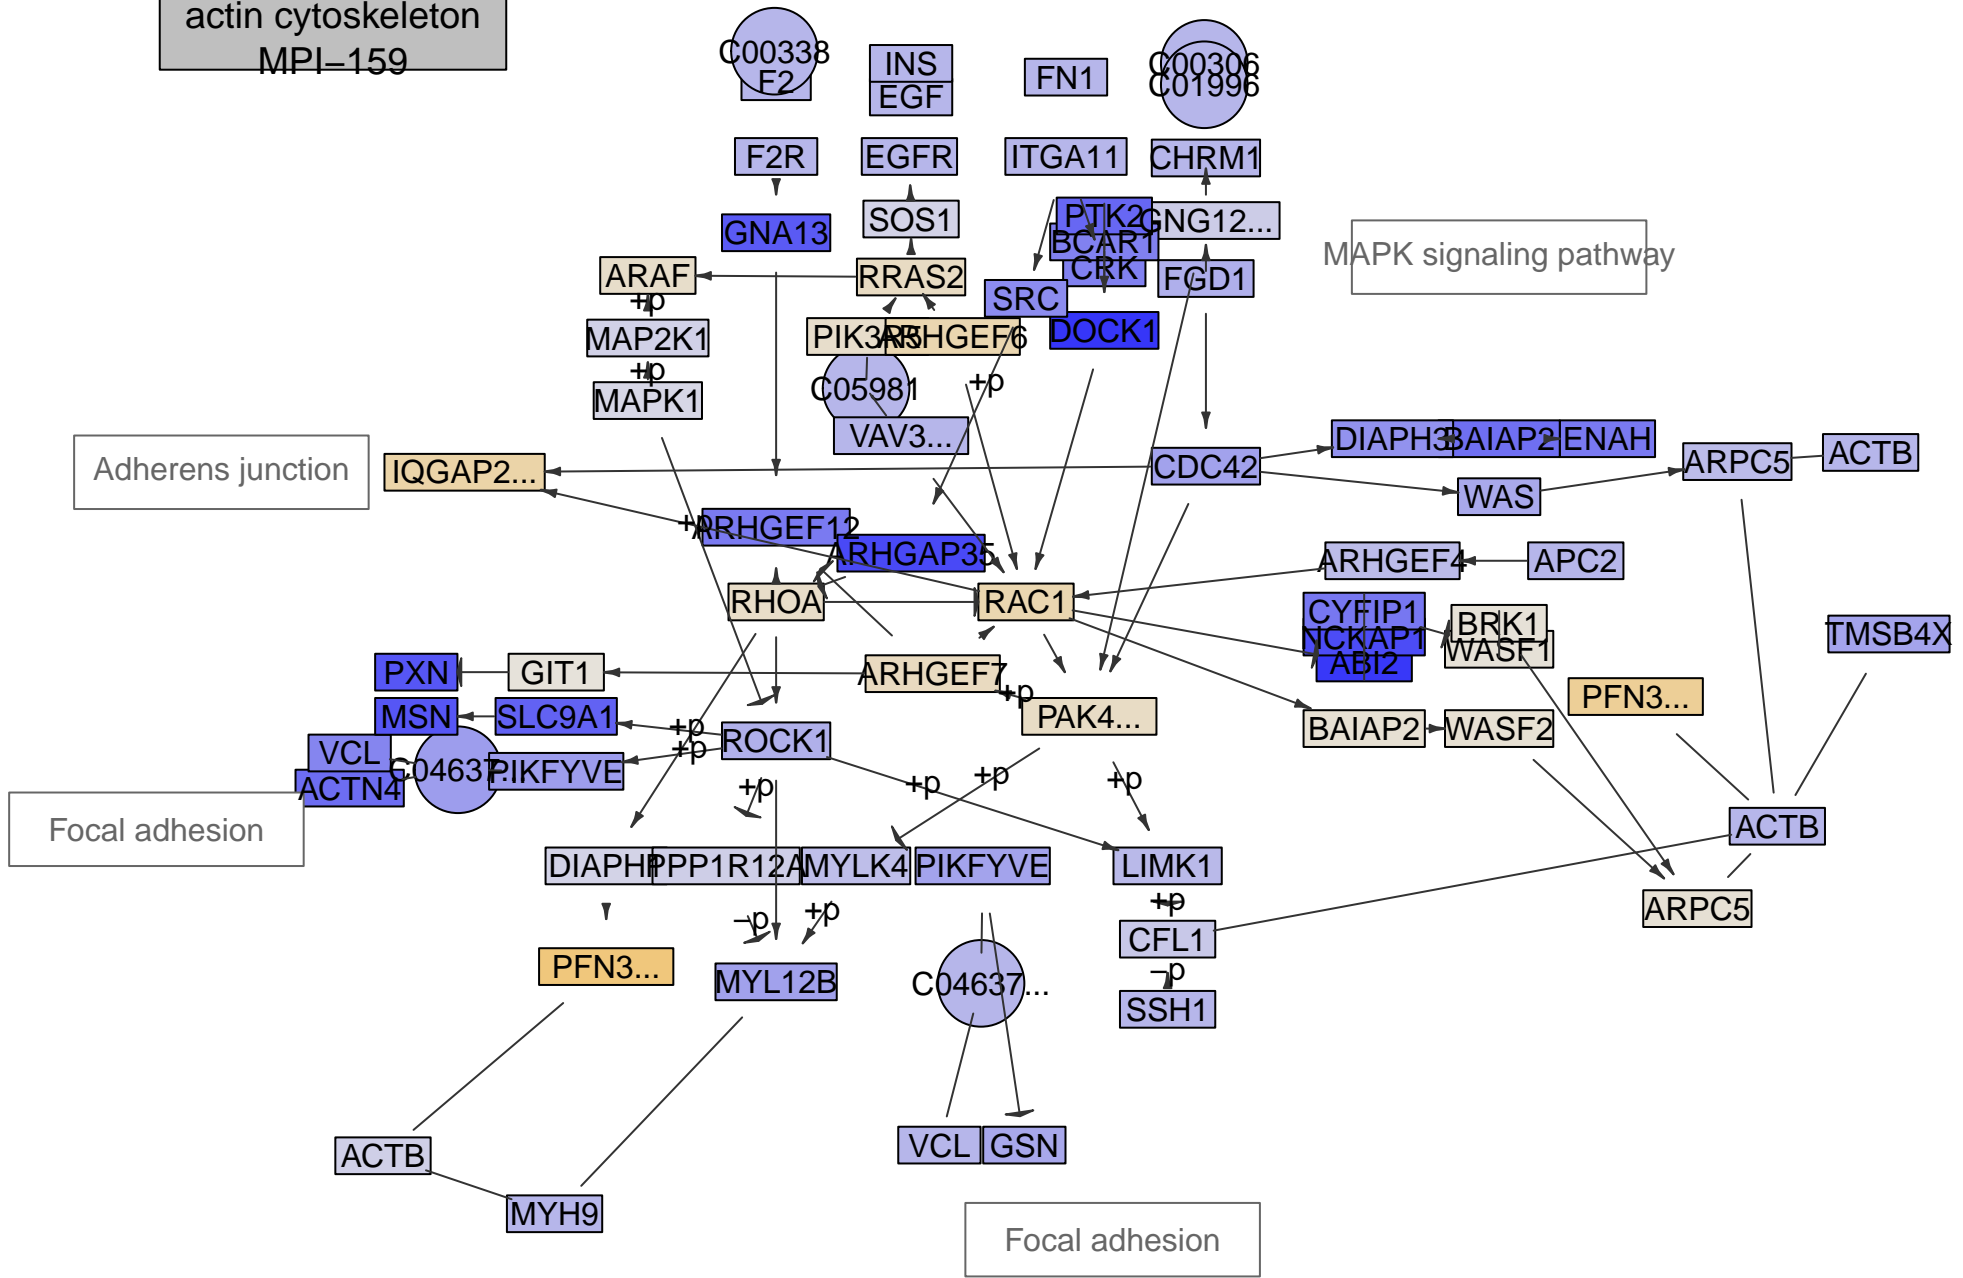 actin cytoskeleton
MPI−159
C00338
F2
INS
EGF
FN1
C00306
C01996
F2R
EGFR
ITGA11
CHRM1
GNA13
SOS1
PTK2
GNG12...
BCAR1
CRK
FGD1
MAPK signaling pathway
ARAF
RRAS2
SRC
+p
MAP2K1
PIK3R5
ARHGEF6
DOCK1
+p
MAPK1
C05981
+p
VAV3...
Adherens junction
IQGAP2...
CDC42
DIAPH3
BAIAP2
ENAH
ARPC5
ACTB
WAS
+p
ARHGEF12
ARHGAP35
ARHGEF4
APC2
RHOA
RAC1
CYFIP1
NCKAP1
ABI2
BRK1
WASF1
TMSB4X
PXN
GIT1
ARHGEF7
+p
PFN3...
MSN
SLC9A1
+p
PAK4...
BAIAP2
WASF2
VCL
ACTN4
C04637...
PIKFYVE
+p
ROCK1
+p
+p
+p
+p
Focal adhesion
ACTB
PPP1R12A
MYLK4
PIKFYVE
LIMK1
+p
ARPC5
−p
+p
CFL1
PFN3...
MYL12B
C04637...
−p
SSH1
ACTB
VCL
GSN
MYH9
Focal adhesion